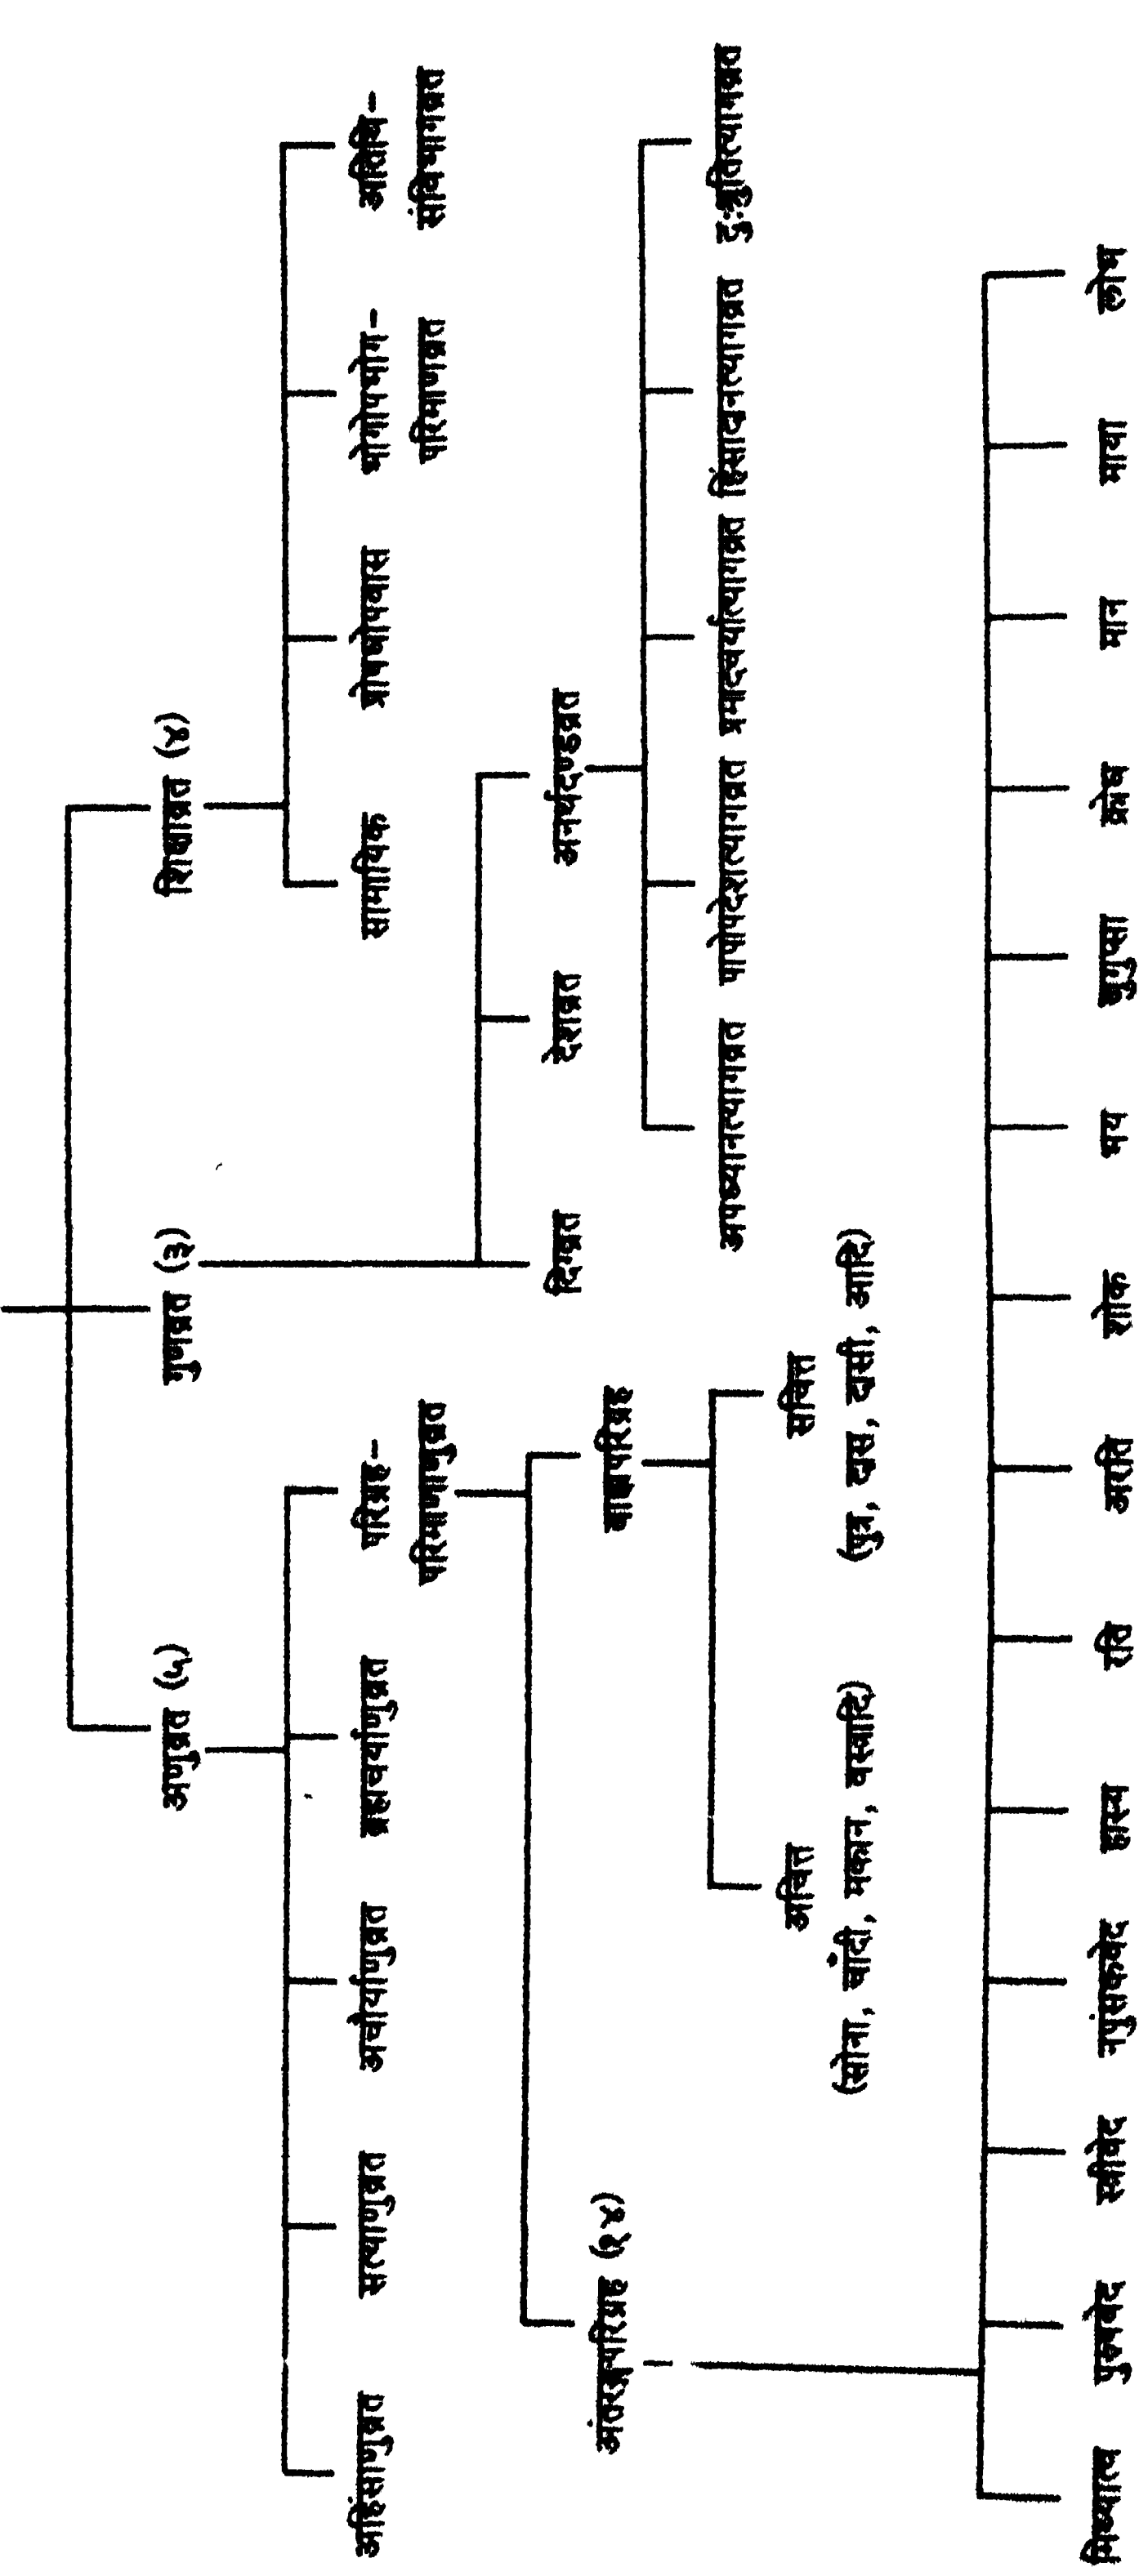 अणुव्रत (५) गुणव्रत (३) शिक्षाव्रत (४)
अहिंसाणुव्रत सत्याणुव्रत अचौर्याणुव्रत ब्रह्मचर्याणुव्रत परिग्रह-
परिमाणाणुव्रत
सामायिक प्रोषधोपवास भोगोपभोग-
परिमाणव्रत
अतिथि-
संविभागव्रत
दिग्व्रत देशव्रत अनर्थदण्डव्रत
अंतरङ्गपरिग्रह (१४) बाह्यपरिग्रह
अपध्यानत्यागव्रत पापोपदेशत्यागव्रत प्रमादचर्यात्यागव्रत हिंसादानत्यागव्रत दुःश्रुतित्यागव्रत
अचित्त सचित्त
(सोना, चाँदी, मकान, वस्त्रादि) (पुत्र, दास, दासी, आदि)
मिथ्यात्व पुरुषवेद स्त्रीवेद नपुंसकवेद हास्य रति अरति शोक भय जुगुप्सा क्रोध मान माया लोभ